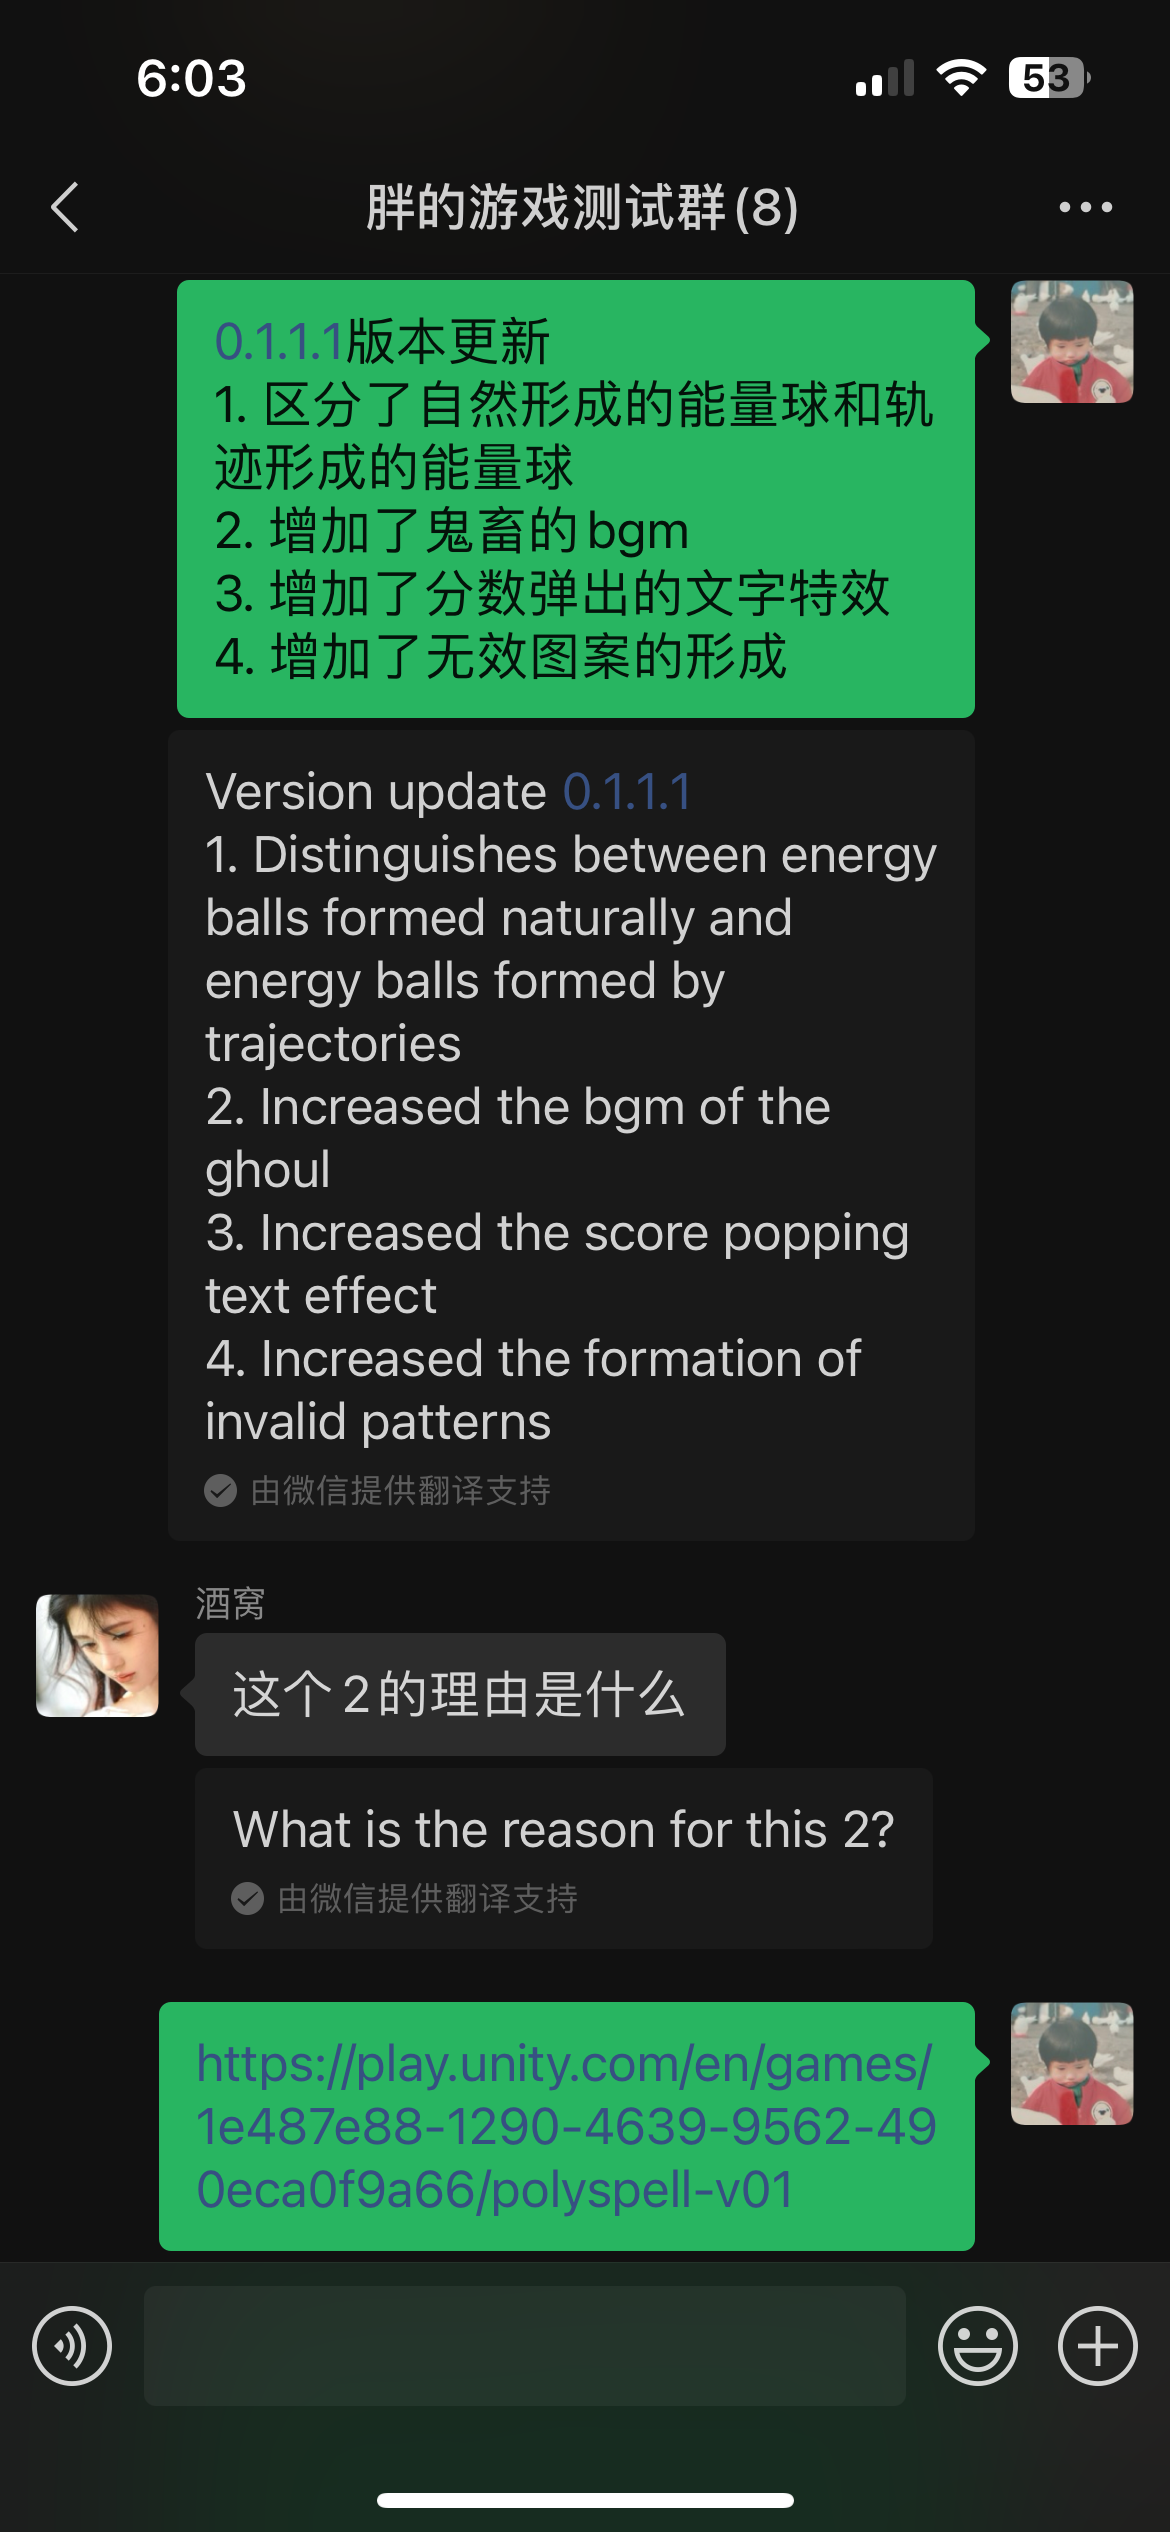 6:03
53
胖的游戏测试群(8)
0.1.1.1版本更新
1. 区分了自然形成的能量球和轨
迹形成的能量球
2. 增加了鬼畜的bgm
3. 增加了分数弹出的文字特效
4. 增加了无效图案的形成
Version update 0.1.1.1
1. Distinguishes between energy
balls formed naturally and
energy balls formed by
trajectories
2. Increased the bgm of the
ghoul
3. Increased the score popping
text effect
4. Increased the formation of
invalid patterns
由微信提供翻译支持
酒窝
这个2的理由是什么
What is the reason for this 2?
由微信提供翻译支持
https://play.unity.com/en/games/
1e487e88-1290-4639-9562-49
0eca0f9a66/polyspell-v01